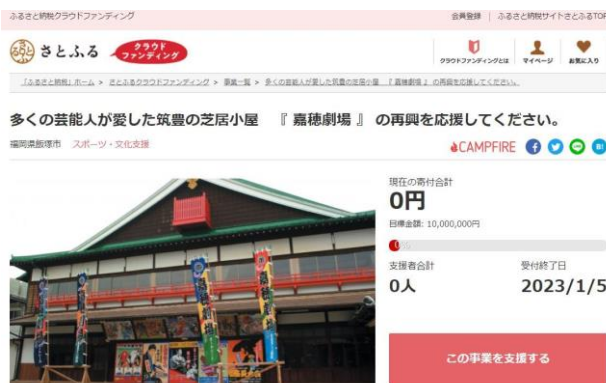 ふるさと納税クラウドファンディング
会員登録 | ふるさと納税サイトさとふるTOP
さとふる クラウドファンディング
クラウドファンディングとは マイページ お気に入り
「ふるさと納税」ホーム > さとふるクラウドファンディング > 事業一覧 > 多くの芸能人が愛した筑豊の芝居小屋 『 嘉穂劇場 』 の再興を応援してください。
多くの芸能人が愛した筑豊の芝居小屋 『 嘉穂劇場 』 の再興を応援してください。
福岡県飯塚市 スポーツ・文化支援
CAMPFIRE
現在の寄付合計
0円
目標金額: 10,000,000円
0%
支援者合計 受付終了日
0人 2023/1/5
この事業を支援する
嘉穂劇場
嘉穂劇場